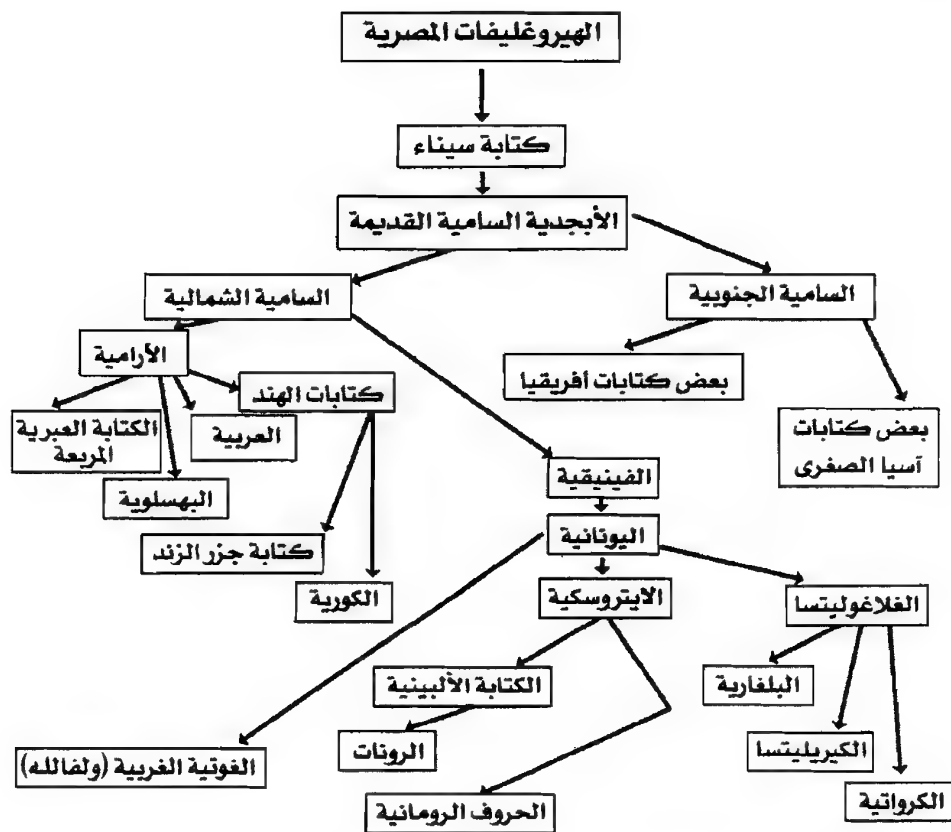 الهيروغليفات المصرية
كتابة سيناء
الأبجدية السامية القديمة
السامية الشمالية
السامية الجنوبية
الآرامية
بعض كتابات أفريقيا
كتابات الهند
بعض كتابات
آسيا الصغرى
الكتابة العبرية
المربعة
العربية
البهسلوية
الفينيقية
كتابة جزر الزند
اليونانية
الكورية
الايتروسكية
الغلاغوليتسا
الكتابة الألبينية
البلغارية
الرونات
الكيريليتسا
الغوتية الغربية (ولفالله)
الحروف الرومانية
الكرواتية